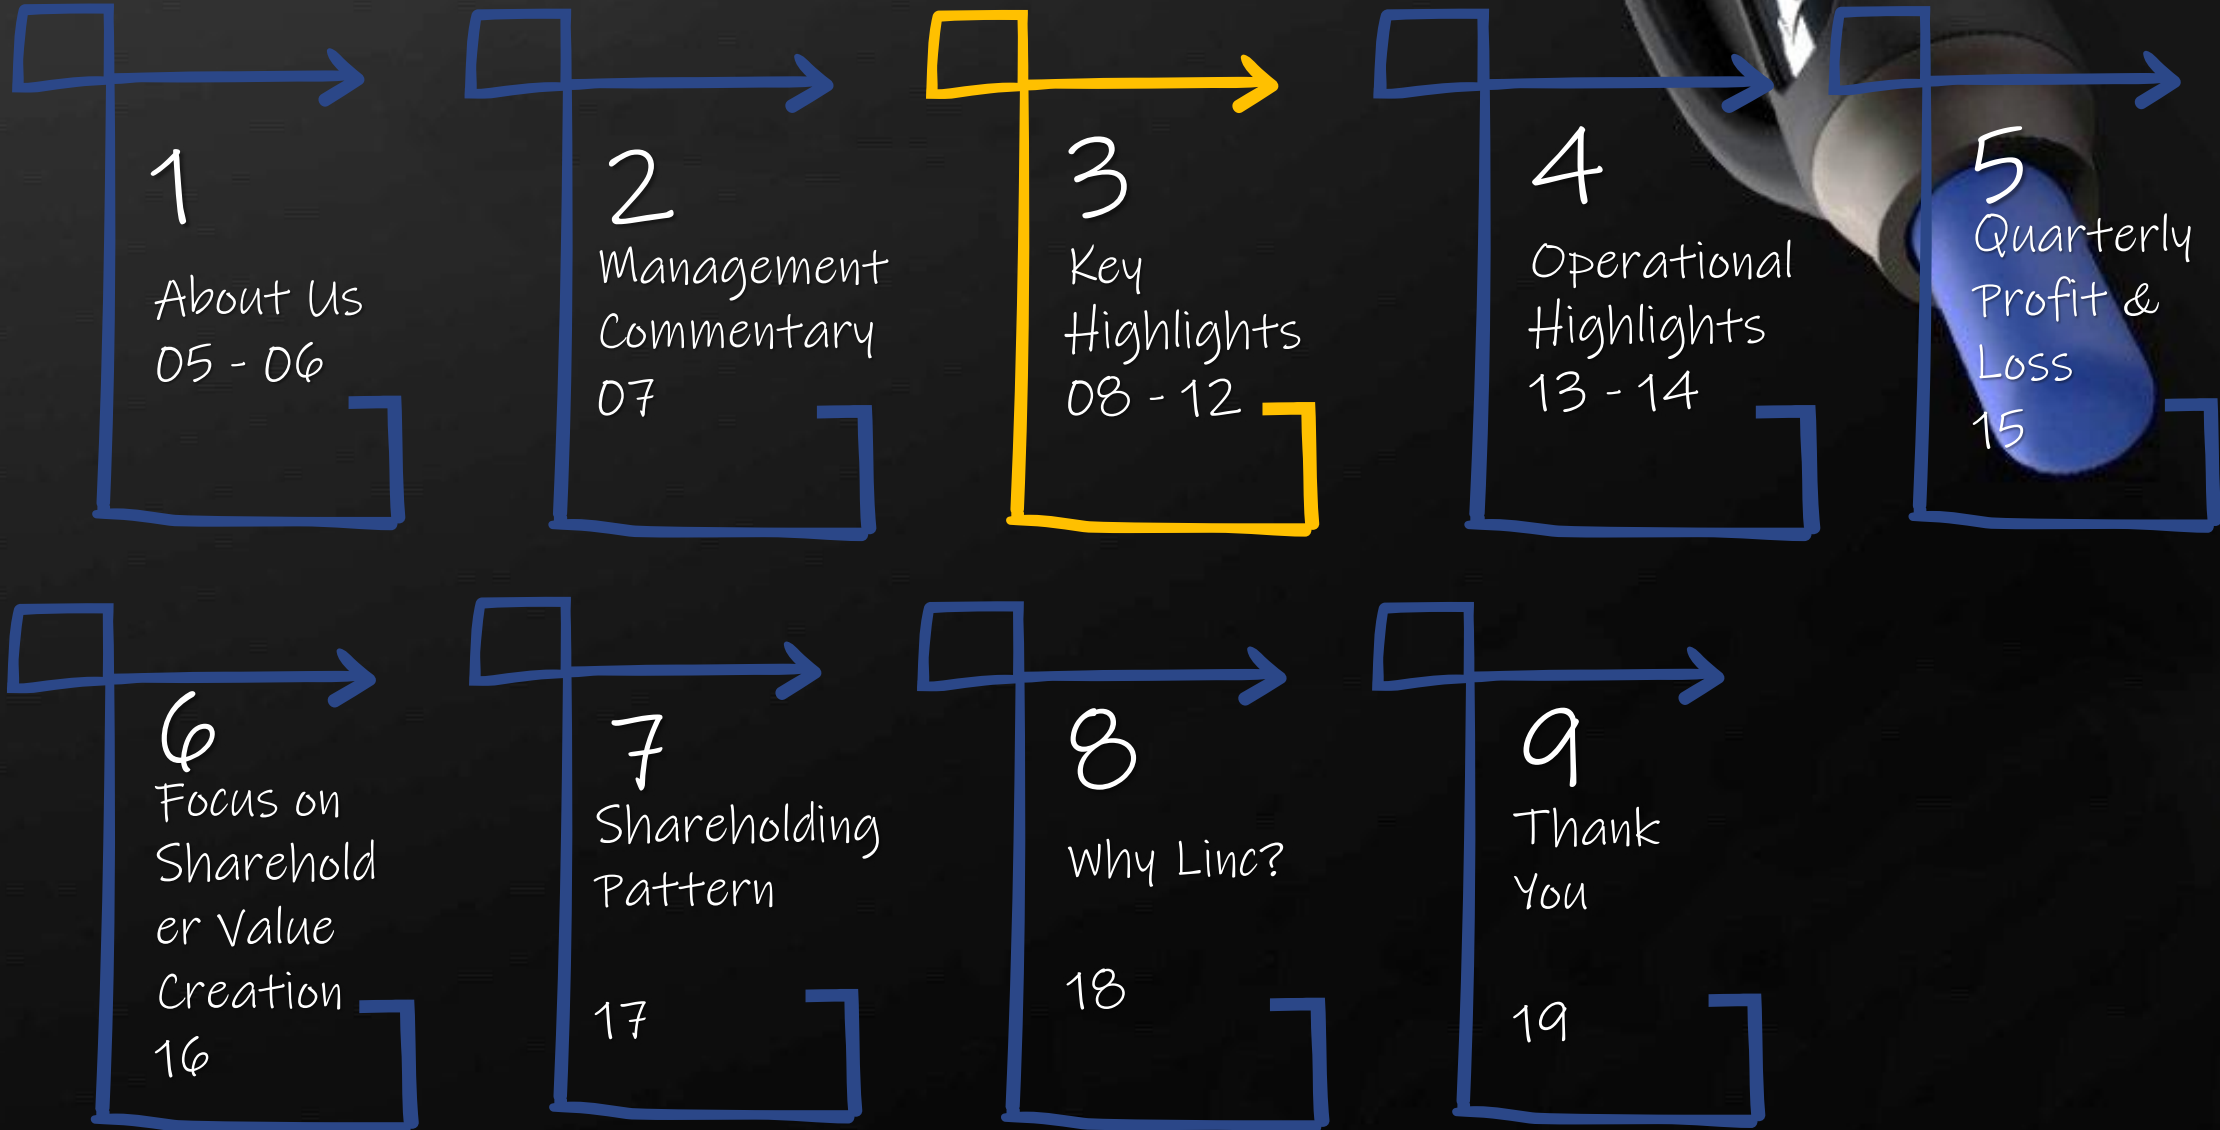 1
About Us
05 - 06
2
Management
Commentary
07
3
Key
Highlights
08 - 12
4
Operational
Highlights
13 - 14
5
Quarterly
Profit &
Loss
15
6
Focus on
Sharehold
er Value
Creation
16
7
Shareholding
Pattern
17
8
Why Linc?
18
9
Thank
You
19